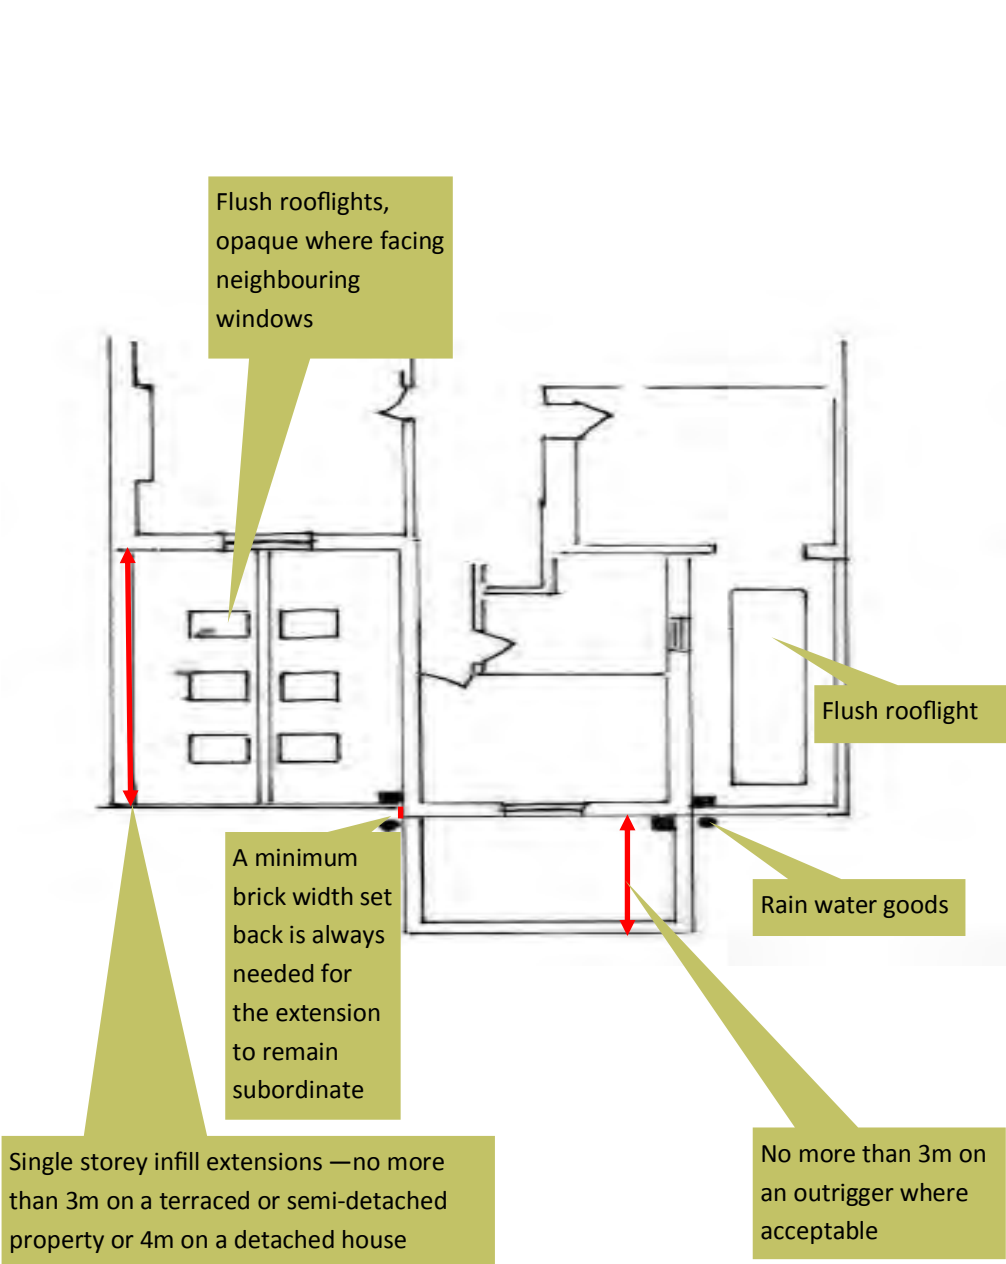 Flush rooflights,
opaque where facing
neighbouring
windows
Flush rooflight
A minimum
brick width set
back is always
needed for
the extension
to remain
subordinate
Rain water goods
Single storey infill extensions —no more
than 3m on a terraced or semi-detached
property or 4m on a detached house
No more than 3m on
an outrigger where
acceptable